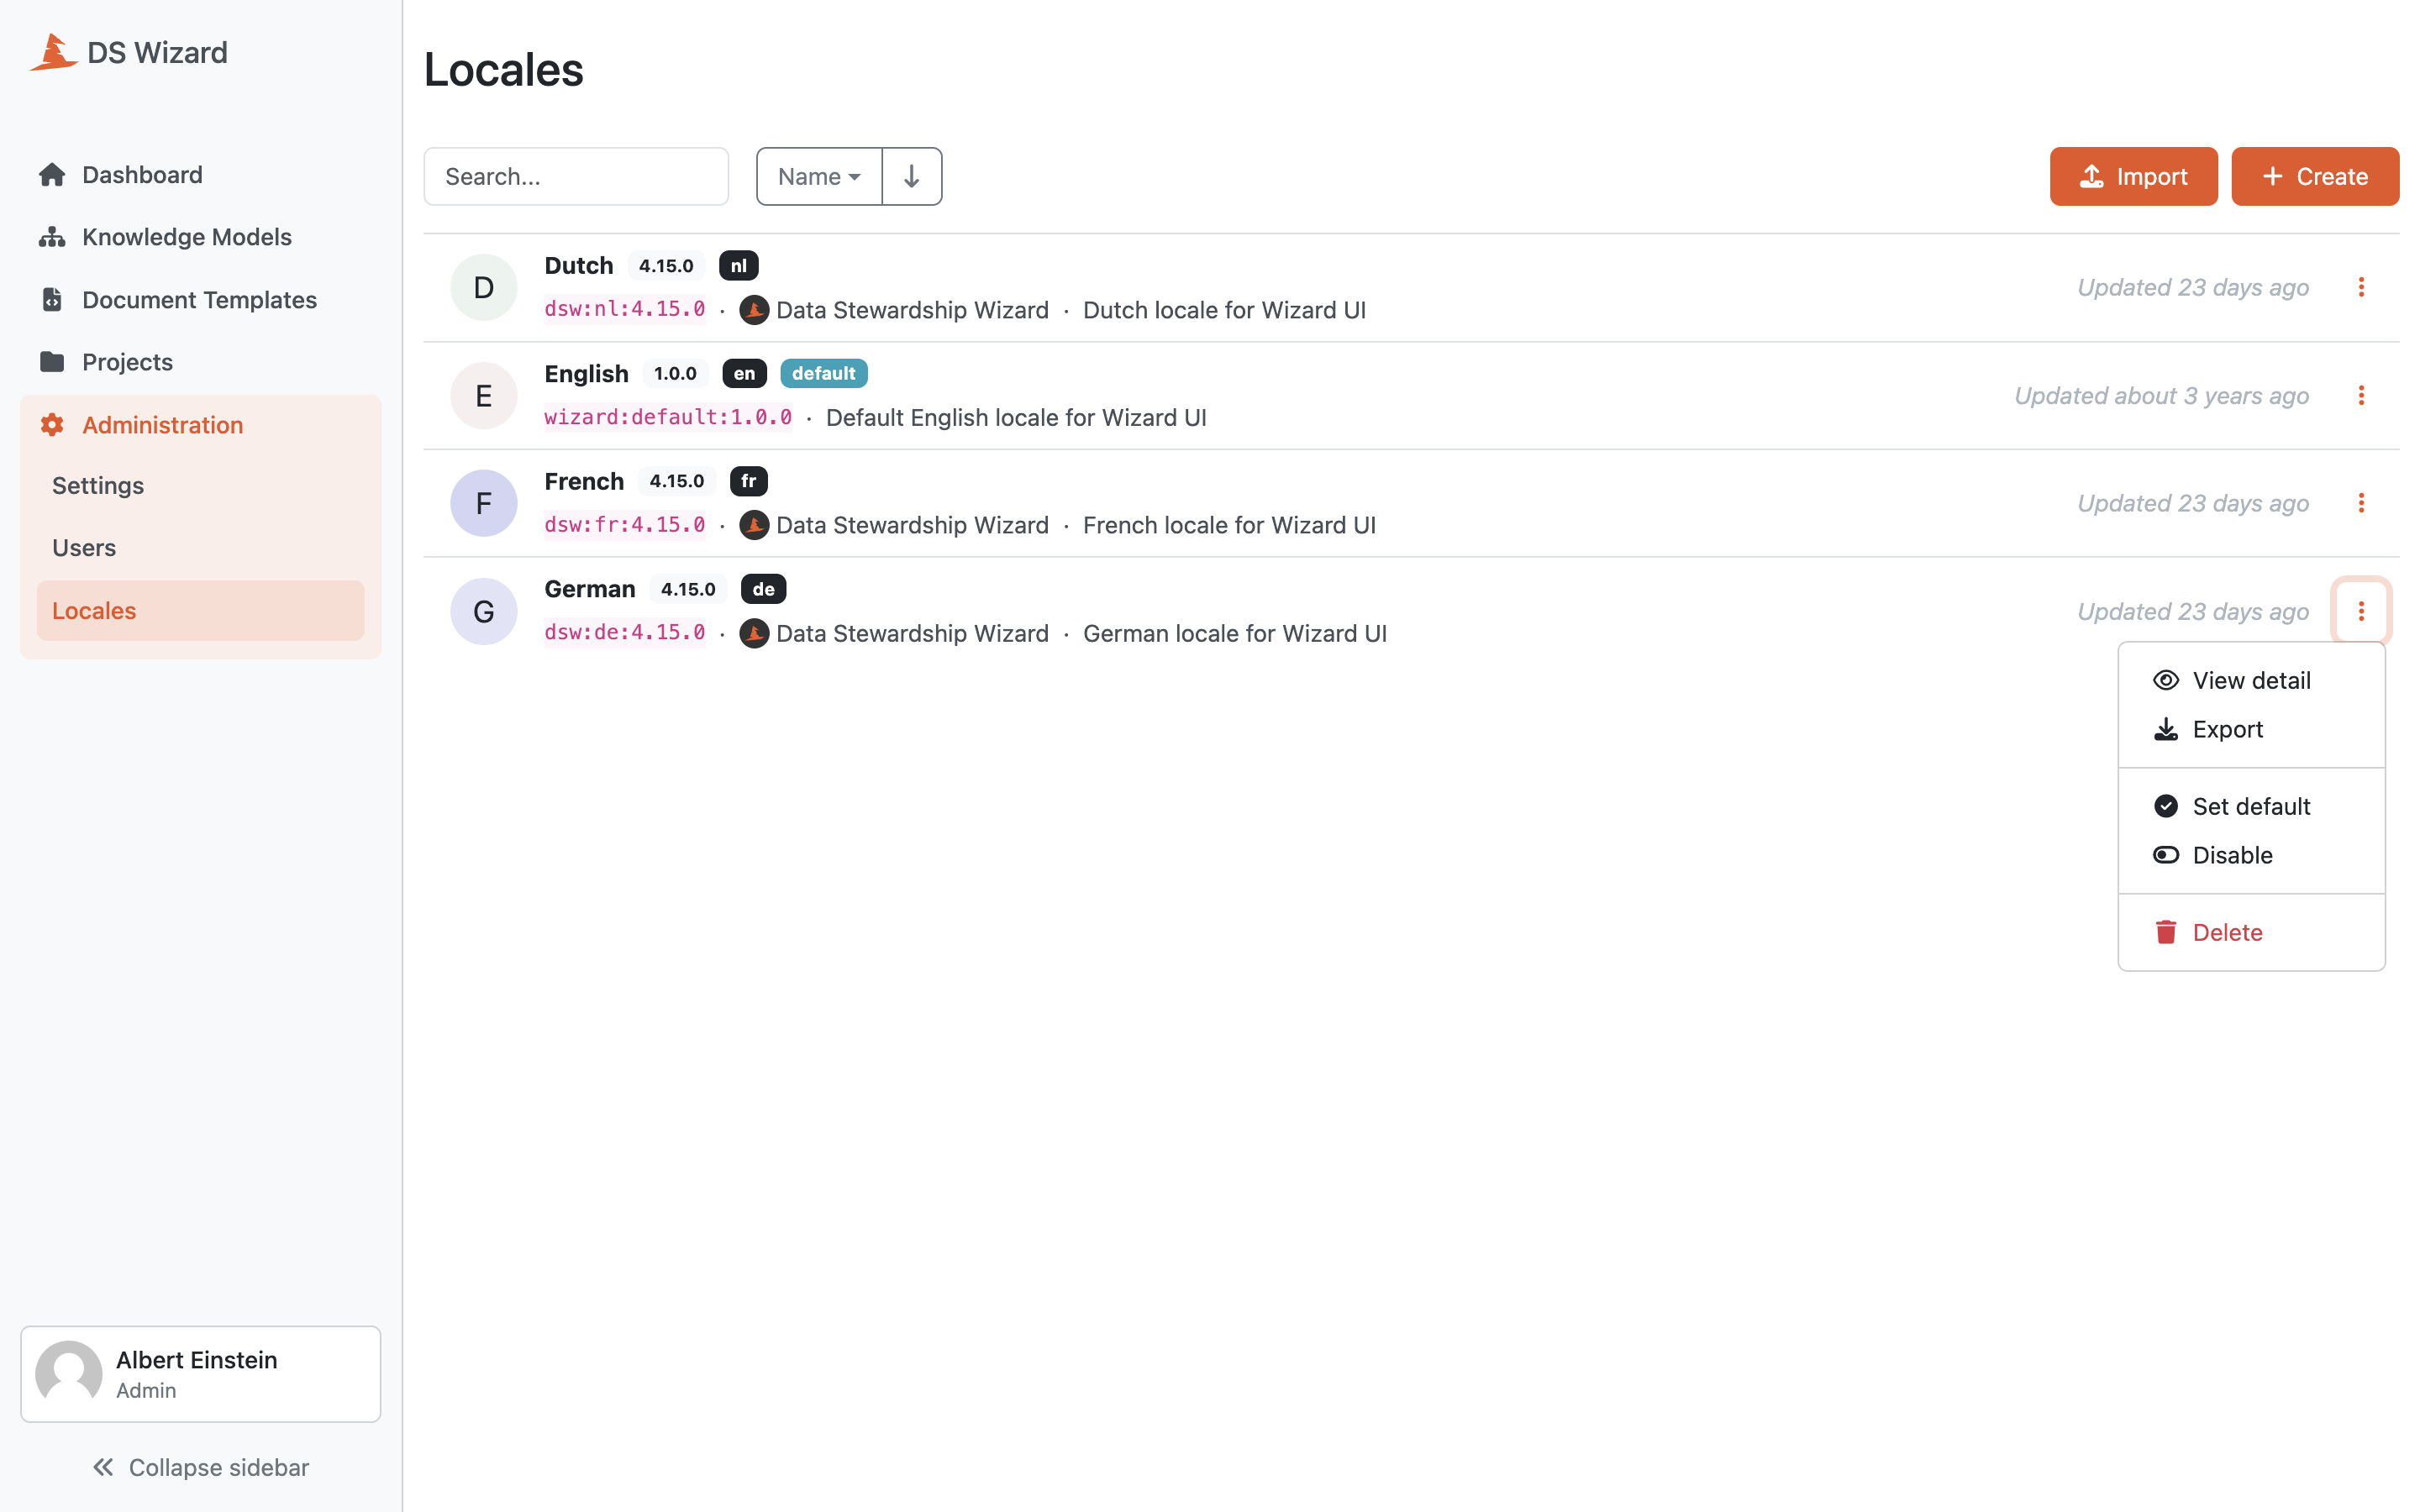 DS Wizard
Dashboard
Knowledge Models
Document Templates
Projects
Administration
Settings
Users
Locales
Albert Einstein
Admin
Collapse sidebar
Locales
Search...
Name
Import
Create
D
Dutch 4.15.0 nl
dsw:nl:4.15.0 · Data Stewardship Wizard · Dutch locale for Wizard UI
Updated 23 days ago
E
English 1.0.0 en default
wizard:default:1.0.0 · Default English locale for Wizard UI
Updated about 3 years ago
F
French 4.15.0 fr
dsw:fr:4.15.0 · Data Stewardship Wizard · French locale for Wizard UI
Updated 23 days ago
G
German 4.15.0 de
dsw:de:4.15.0 · Data Stewardship Wizard · German locale for Wizard UI
Updated 23 days ago
View detail
Export
Set default
Disable
Delete